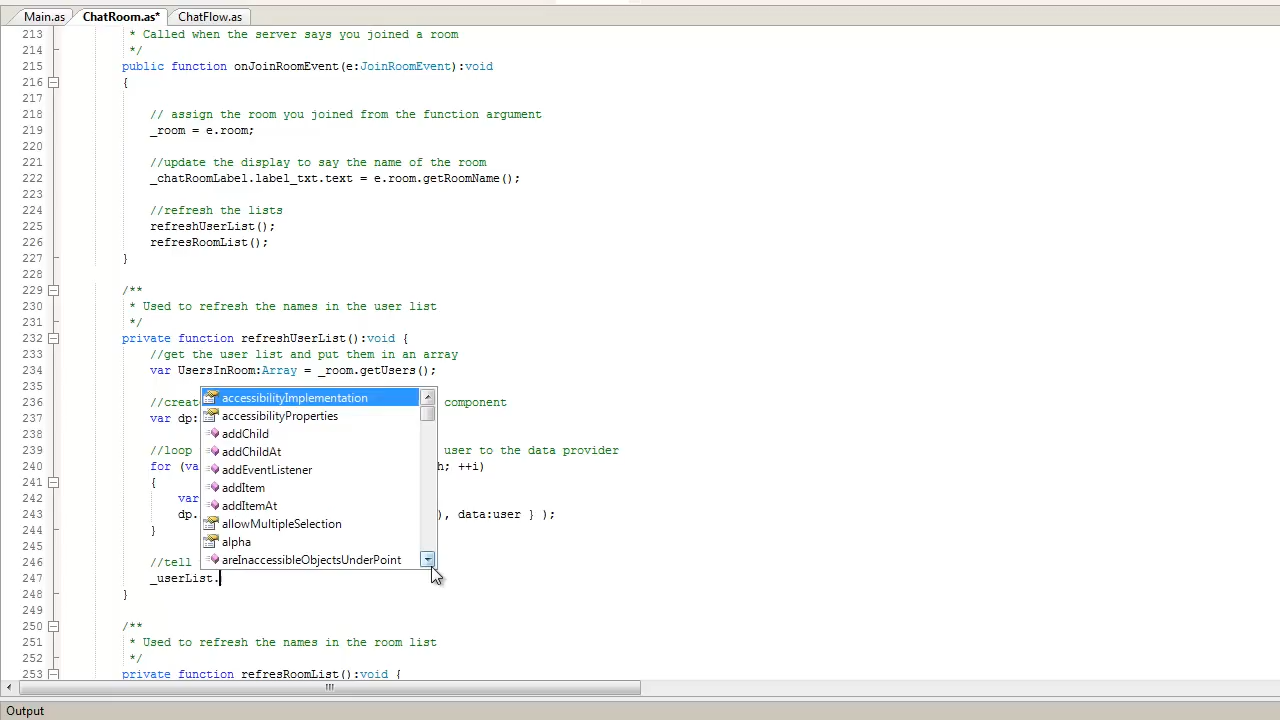 Main.as ChatRoom.as* ChatFlow.as
213 * Called when the server says you joined a room
214 */
215 public function onJoinRoomEvent(e:JoinRoomEvent):void
216 {
217
218 // assign the room you joined from the function argument
219 _room = e.room;
220
221 //update the display to say the name of the room
222 _chatRoomLabel.label_txt.text = e.room.getRoomName();
223
224 //refresh the lists
225 refreshUserList();
226 refresRoomList();
227 }
228
229 /**
230 * Used to refresh the names in the user list
231 */
232 private function refreshUserList():void {
233 //get the user list and put them in an array
234 var UsersInRoom:Array = _room.getUsers();
235
236 //creat component
237 var dp:
238
239 //loop user to the data provider
240 for (va h; ++i)
241 {
242 var
243 dp. ), data:user } );
244 }
245
246 //tell
247 _userList.
248 }
249
250 /**
251 * Used to refresh the names in the room list
252 */
253 private function refresRoomList():void {
accessibilityImplementation
accessibilityProperties
addChild
addChildAt
addEventListener
addItem
addItemAt
allowMultipleSelection
alpha
areInaccessibleObjectsUnderPoint
Output